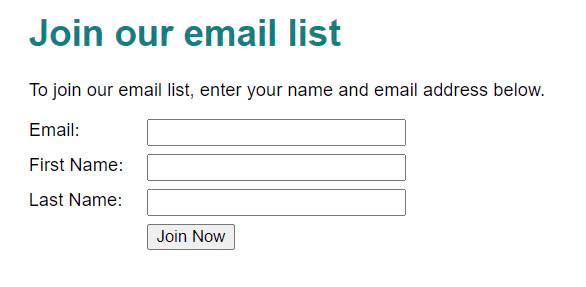 Join our email list
To join our email list, enter your name and email address below.
Email:
First Name:
Last Name:
Join Now